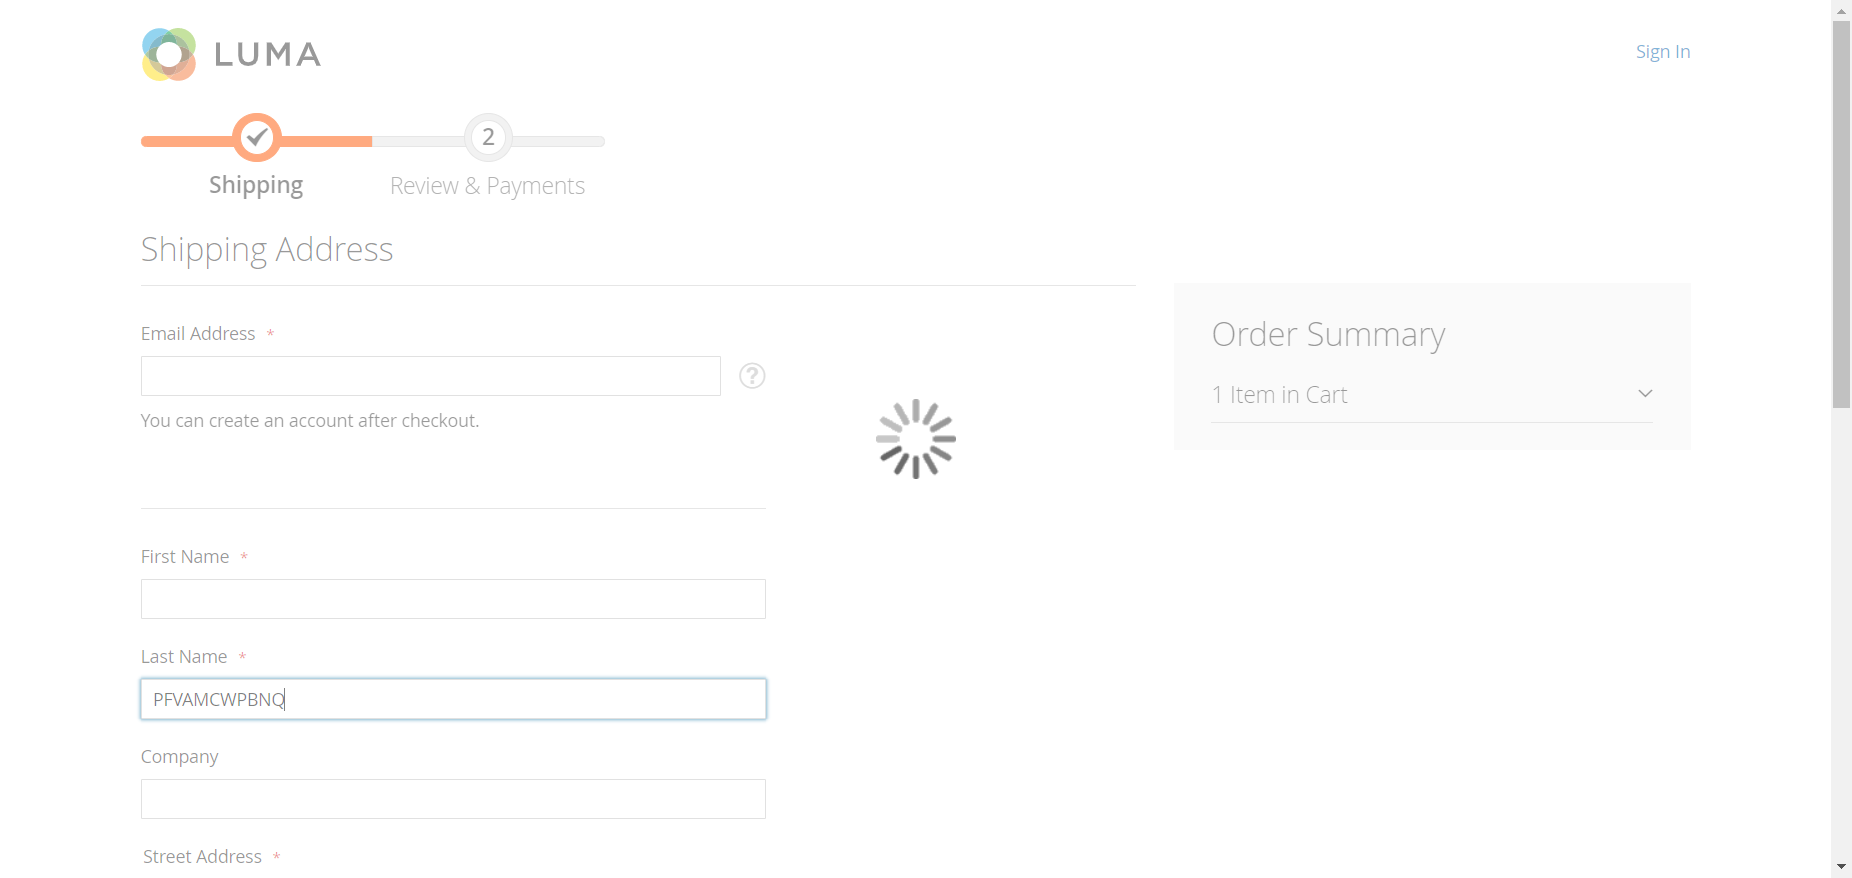 LUMA
Sign In
2
Shipping
Review & Payments
Shipping Address
Email Address *
?
You can create an account after checkout.
Order Summary
1 Item in Cart
First Name *
Last Name *
PFVAMCWPBNQ
Company
Street Address *